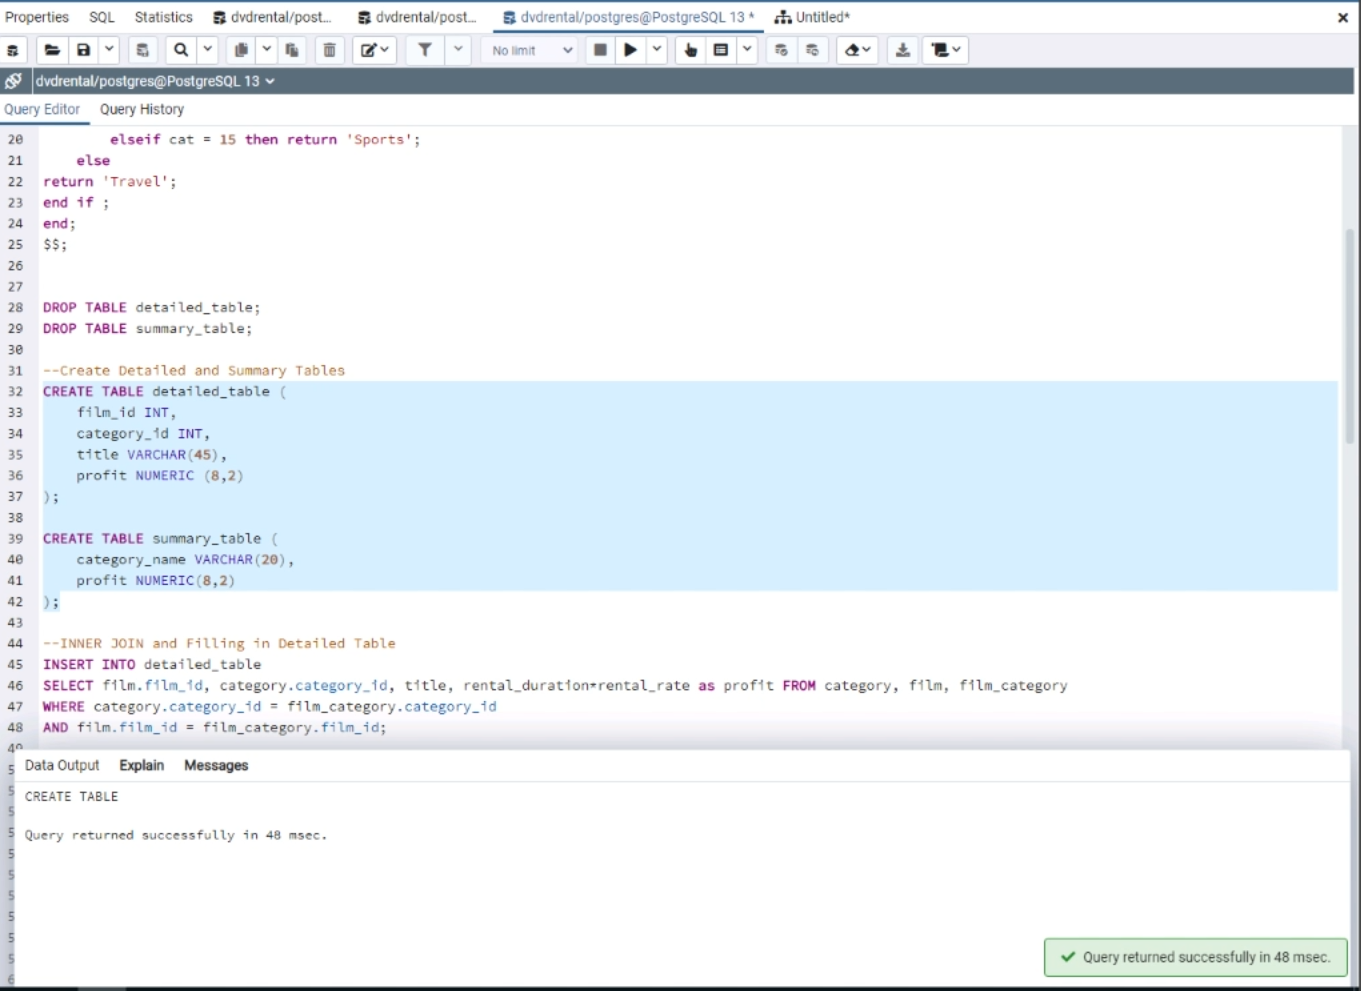 Properties SQL Statistics dvdrental/post... dvdrental/post... dvdrental/postgres@PostgreSQL 13 * Untitled*
No limit
dvdrental/postgres@PostgreSQL 13
Query Editor Query History
20 elseif cat = 15 then return 'Sports';
21 else
22 return 'Travel';
23 end if ;
24 end;
25 $$;
26
27
28 DROP TABLE detailed_table;
29 DROP TABLE summary_table;
30
31 --Create Detailed and Summary Tables
32 CREATE TABLE detailed_table (
33 film_id INT,
34 category_id INT,
35 title VARCHAR(45),
36 profit NUMERIC (8,2)
37 );
38
39 CREATE TABLE summary_table (
40 category_name VARCHAR(20),
41 profit NUMERIC(8,2)
42 );
43
44 --INNER JOIN and Filling in Detailed Table
45 INSERT INTO detailed_table
46 SELECT film.film_id, category.category_id, title, rental_duration*rental_rate as profit FROM category, film, film_category
47 WHERE category.category_id = film_category.category_id
48 AND film.film_id = film_category.film_id;
Data Output Explain Messages
CREATE TABLE
Query returned successfully in 48 msec.
Query returned successfully in 48 msec.